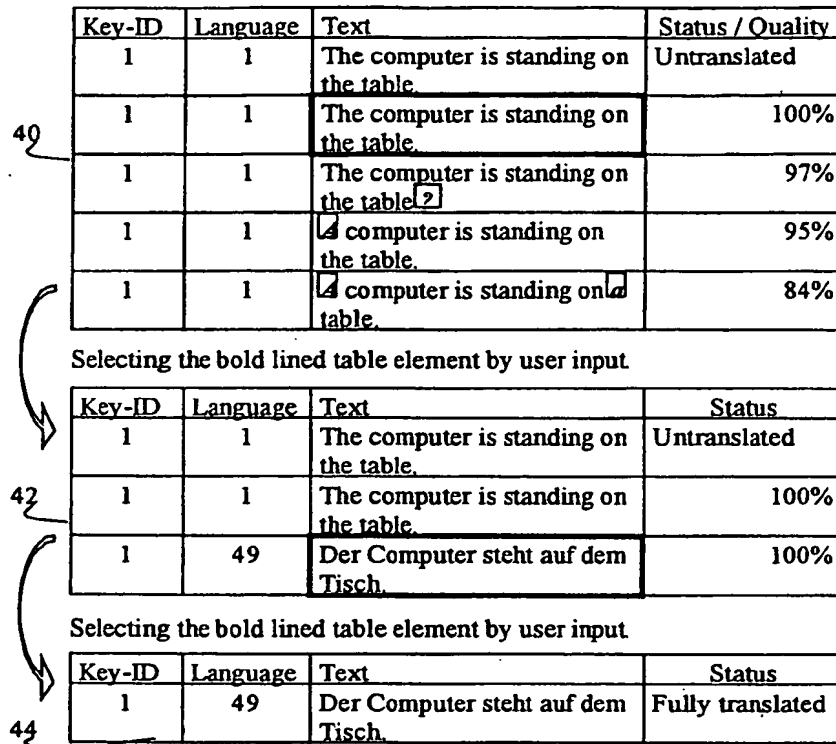 Key-ID Language Text Status / Quality
1 1 The computer is standing on Untranslated
the table.
1 1 The computer is standing on 100%
the table.
40
1 1 The computer is standing on 97%
the table ?
1 1 A computer is standing on 95%
the table.
1 1 A computer is standing on a 84%
table.
Selecting the bold lined table element by user input.
Key-ID Language Text Status
1 1 The computer is standing on Untranslated
the table.
42
1 1 The computer is standing on 100%
the table.
1 49 Der Computer steht auf dem 100%
Tisch.
Selecting the bold lined table element by user input.
Key-ID Language Text Status
1 49 Der Computer steht auf dem Fully translated
44
Tisch.